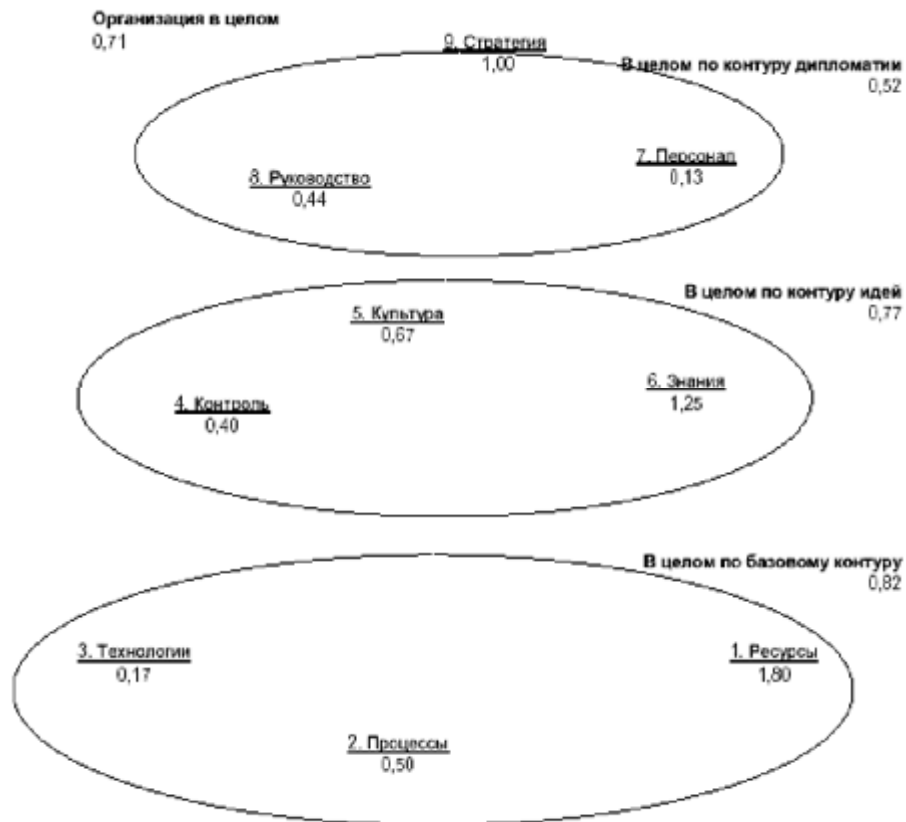 Организация в целом
0,71
9. Стратегия
1,00
В целом по контуру дипломатии
0,52
7. Персонал
0,13
8. Руководство
0,44
В целом по контуру идей
0,77
5. Культура
0,67
6. Знания
1,25
4. Контроль
0,40
В целом по базовому контуру
0,82
3. Технологии
0,17
1. Ресурсы
1,80
2. Процессы
0,50